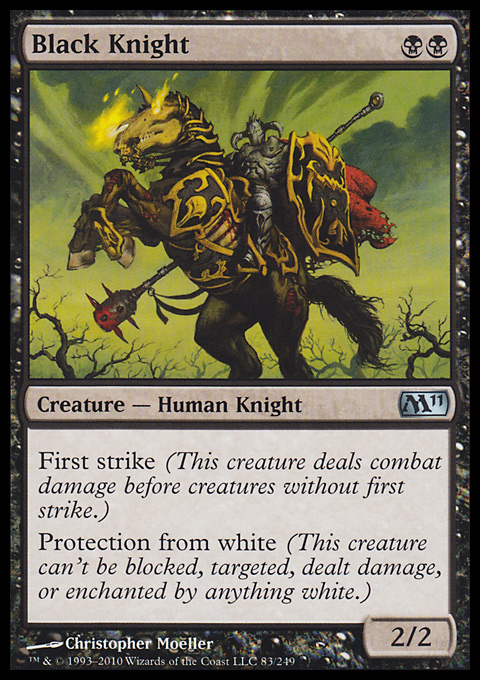 Black Knight
Creature — Human Knight
M11
First strike (This creature deals combat
damage before creatures without first
strike.)
Protection from white (This creature
can't be blocked, targeted, dealt damage,
or enchanted by anything white.)
2/2
Christopher Moeller
™ & © 1993–2010 Wizards of the Coast LLC 83/249